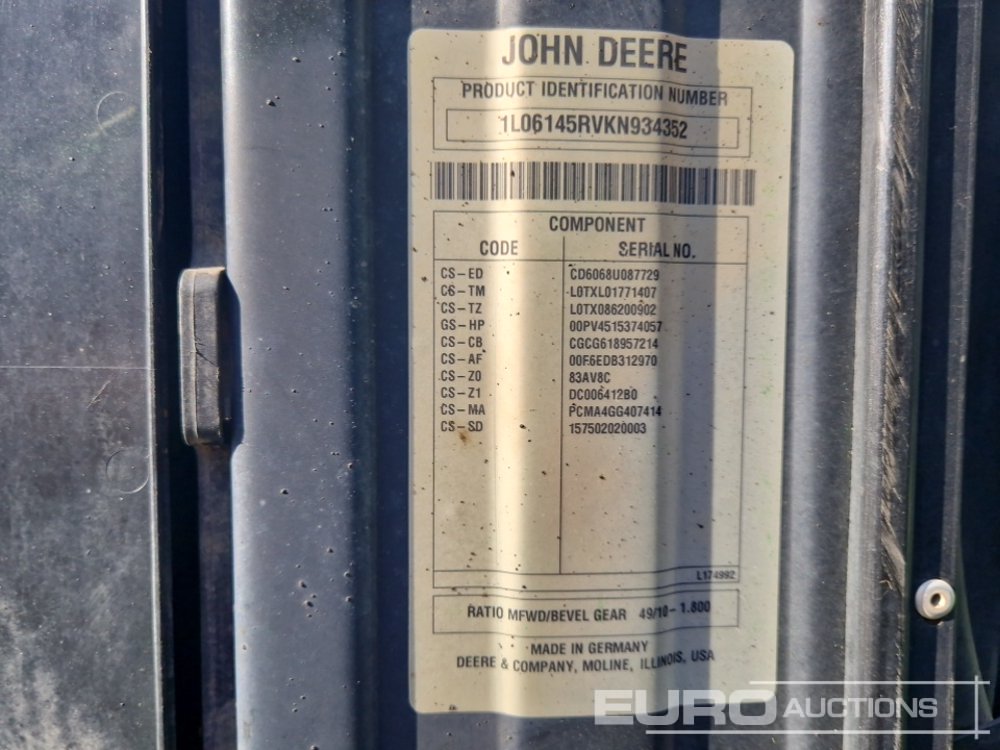 JOHN DEERE
PRODUCT IDENTIFICATION NUMBER
1L06145RVKN934352
COMPONENT
CODE SERIAL NO.
CS-ED CD6068U087729
C6-TM L0TXL01771407
CS-TZ L0TX086200902
GS-HP 00PV4515374057
CS-CB CGCG618957214
CS-AF 00F6EDB312970
CS-Z0 83AV8C
CS-Z1 DC006412B0
CS-MA PCMA4GG407414
CS-SD 157502020003
L174992
RATIO MFWD/BEVEL GEAR 49/10-1.800
MADE IN GERMANY
DEERE & COMPANY, MOLINE, ILLINOIS, USA
EURO AUCTIONS